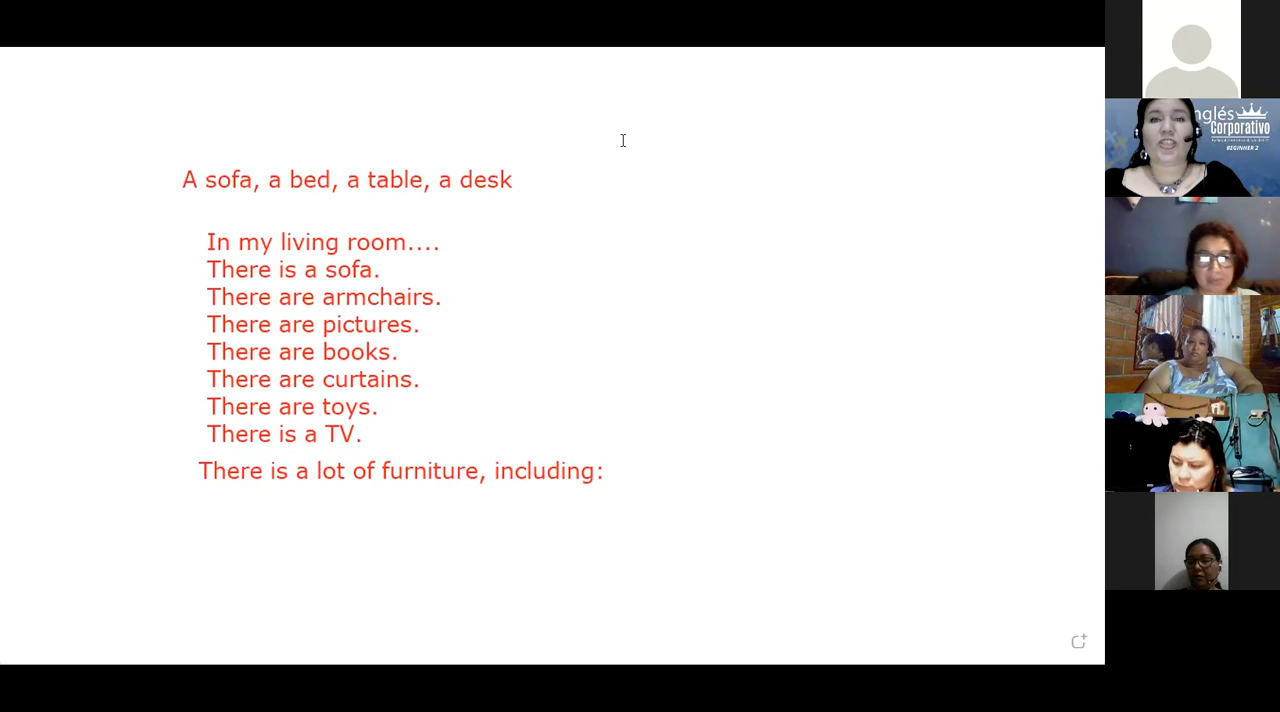 A sofa, a bed, a table, a desk
In my living room....
There is a sofa.
There are armchairs.
There are pictures.
There are books.
There are curtains.
There are toys.
There is a TV.
There is a lot of furniture, including:
nglés
Corporativo
BEGINNER 2